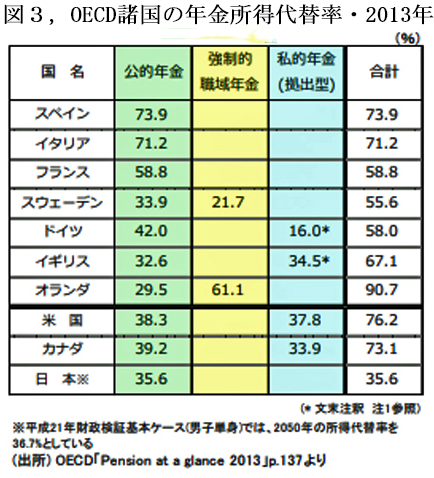 図３，OECD諸国の年金所得代替率・2013年
(％)
国 名 公的年金 強制的職域年金 私的年金(拠出型) 合計
スペイン 73.9 73.9
イタリア 71.2 71.2
フランス 58.8 58.8
スウェーデン 33.9 21.7 55.6
ドイツ 42.0 16.0* 58.0
イギリス 32.6 34.5* 67.1
オランダ 29.5 61.1 90.7
米 国 38.3 37.8 76.2
カナダ 39.2 33.9 73.1
日 本※ 35.6 35.6
(* 文末注釈 注1参照)
※平成21年財政検証基本ケース(男子単身)では、2050年の所得代替率を
36.7%としている
(出所) OECD「Pension at a glance 2013」p.137より